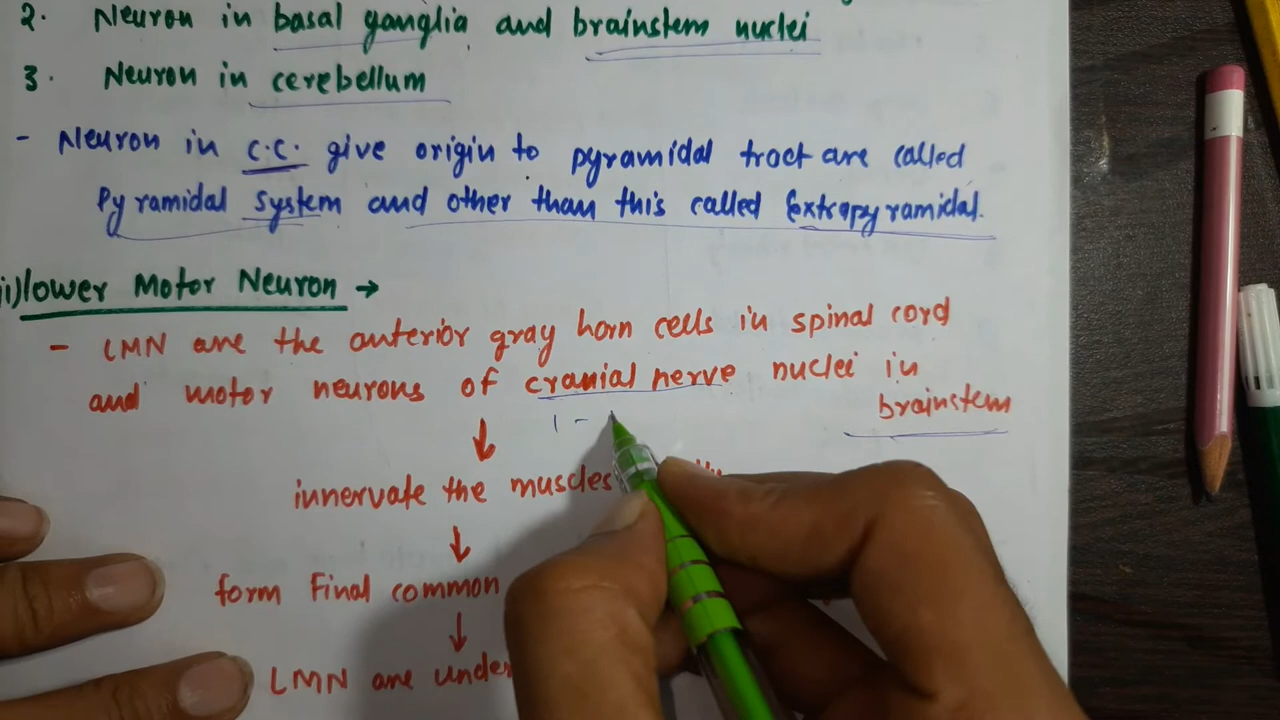 2. Neuron in basal ganglia and brainstem nuclei
3. Neuron in cerebellum
- Neuron in C.C. give origin to pyramidal tract are called
Pyramidal system and other than this called Extrapyramidal.
ii) lower Motor Neuron →
- LMN are the anterior gray horn cells in spinal cord
and motor neurons of cranial nerve nuclei in
brainstem
1 -
↓
innervate the muscles
↓
form Final common
↓
LMN are under